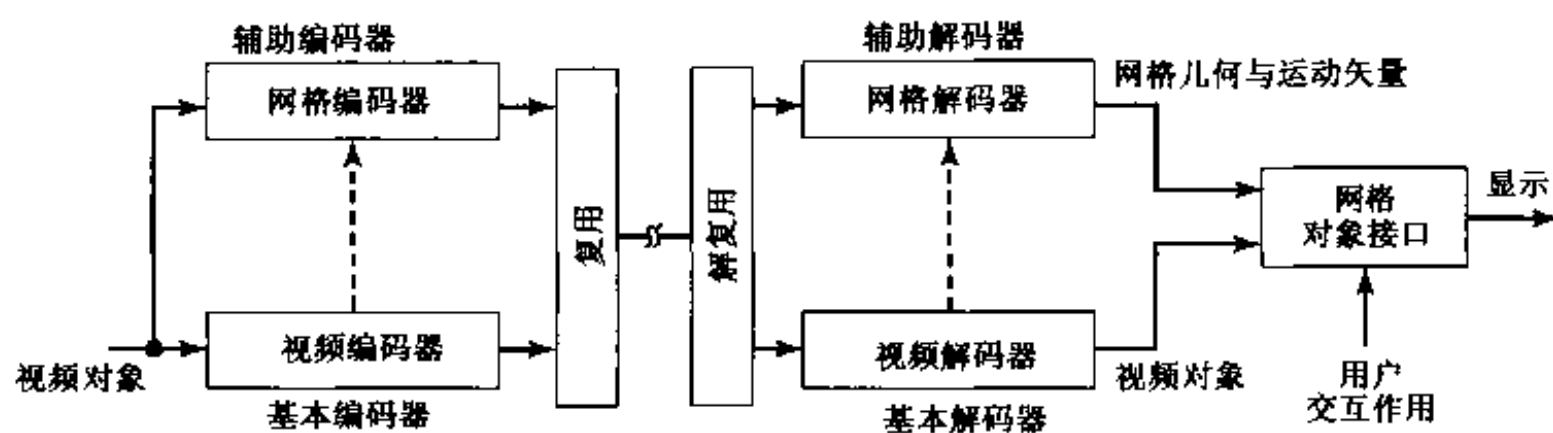 辅助编码器
辅助解码器
网格编码器
网格解码器
网格几何与运动矢量
复用
解复用
网格
对象接口
显示
视频编码器
视频解码器
视频对象
视频对象
基本编码器
基本解码器
用户
交互作用